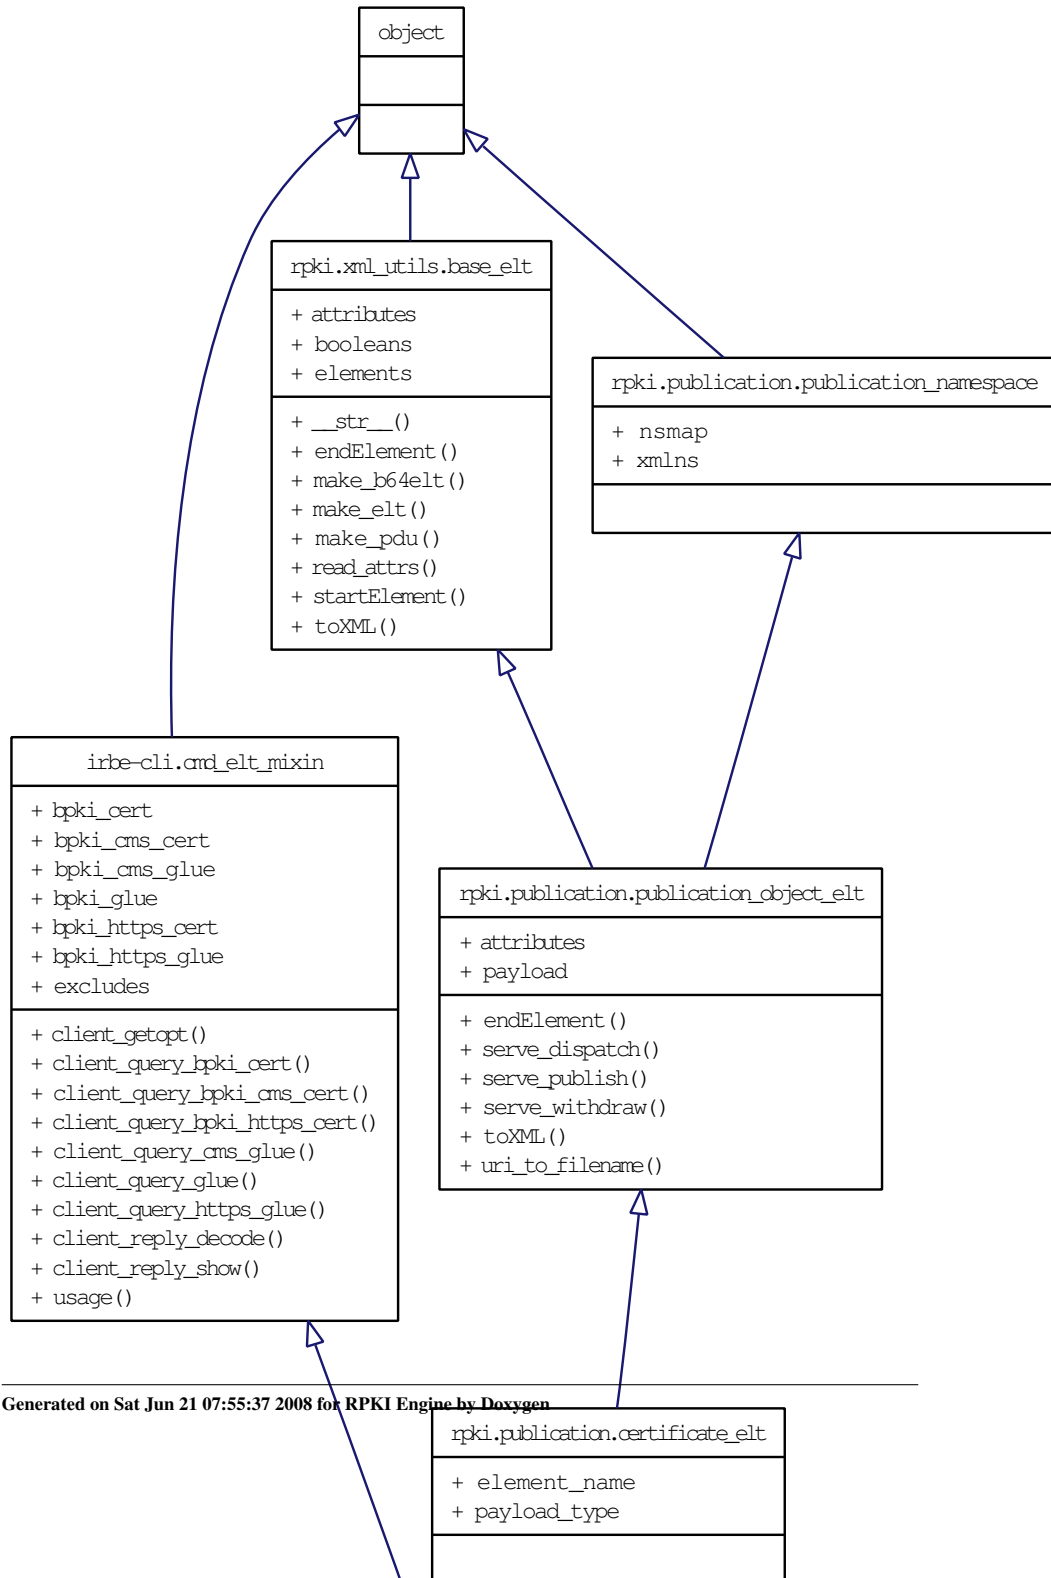 object
rpki.xml_utils.base_elt
+ attributes
+ booleans
+ elements
+ __str__()
+ endElement()
+ make_b64elt()
+ make_elt()
+ make_pdu()
+ read_attrs()
+ startElement()
+ toXML()
rpki.publication.publication_namespace
+ nsmap
+ xmlns
irbe-cli.cmd_elt_mixin
+ bpki_cert
+ bpki_cms_cert
+ bpki_cms_glue
+ bpki_glue
+ bpki_https_cert
+ bpki_https_glue
+ excludes
+ client_getopt()
+ client_query_bpki_cert()
+ client_query_bpki_cms_cert()
+ client_query_bpki_https_cert()
+ client_query_cms_glue()
+ client_query_glue()
+ client_query_https_glue()
+ client_reply_decode()
+ client_reply_show()
+ usage()
rpki.publication.publication_object_elt
+ attributes
+ payload
+ endElement()
+ serve_dispatch()
+ serve_publish()
+ serve_withdraw()
+ toXML()
+ uri_to_filename()
Generated on Sat Jun 21 07:55:37 2008 for RPKI Engine by Doxygen
rpki.publication.certificate_elt
+ element_name
+ payload_type